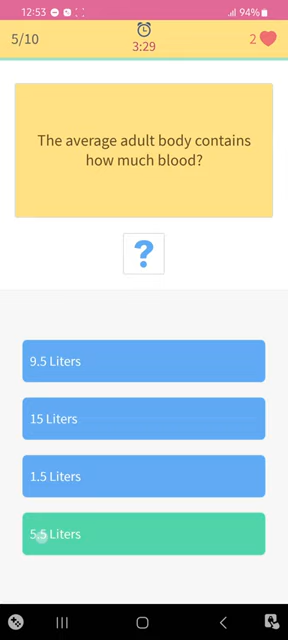 12:53
94%
5/10
3:29
2
The average adult body contains
how much blood?
?
9.5 Liters
15 Liters
1.5 Liters
5.5 Liters